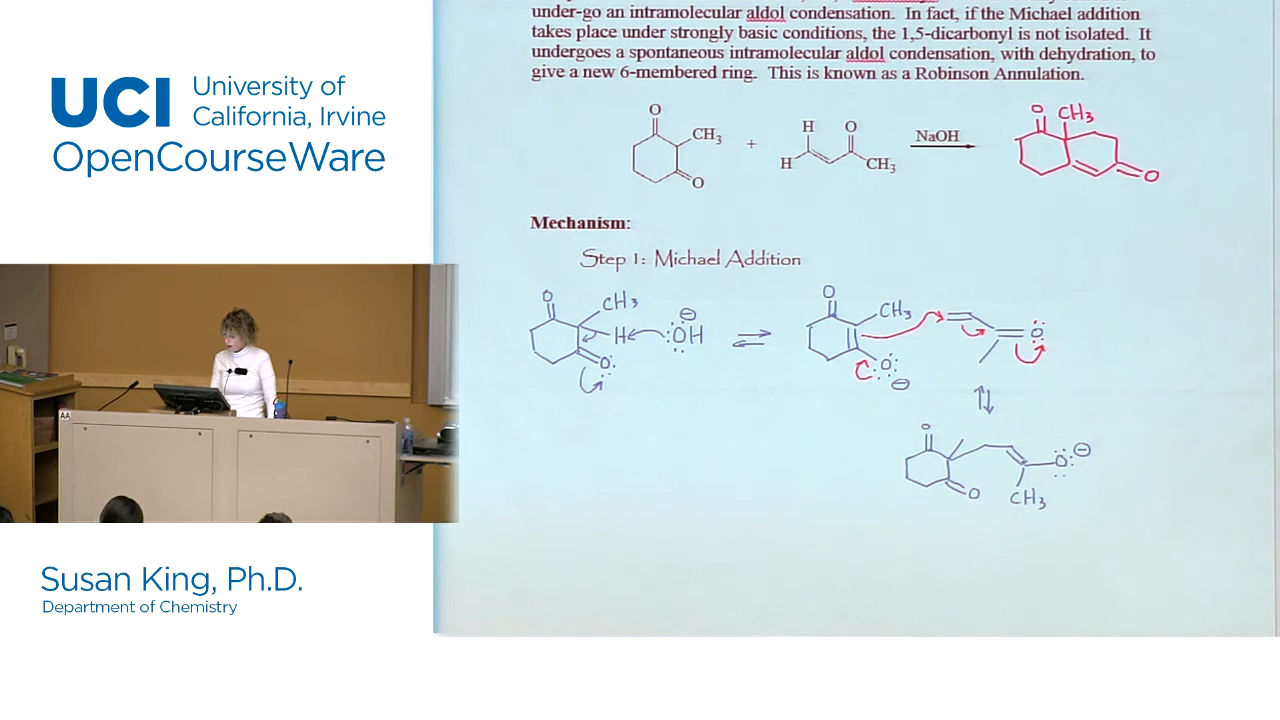 UCI University of
California, Irvine
OpenCourseWare
under-go an intramolecular aldol condensation. In fact, if the Michael addition
takes place under strongly basic conditions, the 1,5-dicarbonyl is not isolated. It
undergoes a spontaneous intramolecular aldol condensation, with dehydration, to
give a new 6-membered ring. This is known as a Robinson Annulation.
O
CH3
O
+
H
O
H
CH3
NaOH
O CH3
O
Mechanism:
Step 1: Michael Addition
O
CH3
H
:ÖH
⊖
O
O
CH3
O
⊖
O
O
O
O ⊖
CH3
AA
Susan King, Ph.D.
Department of Chemistry